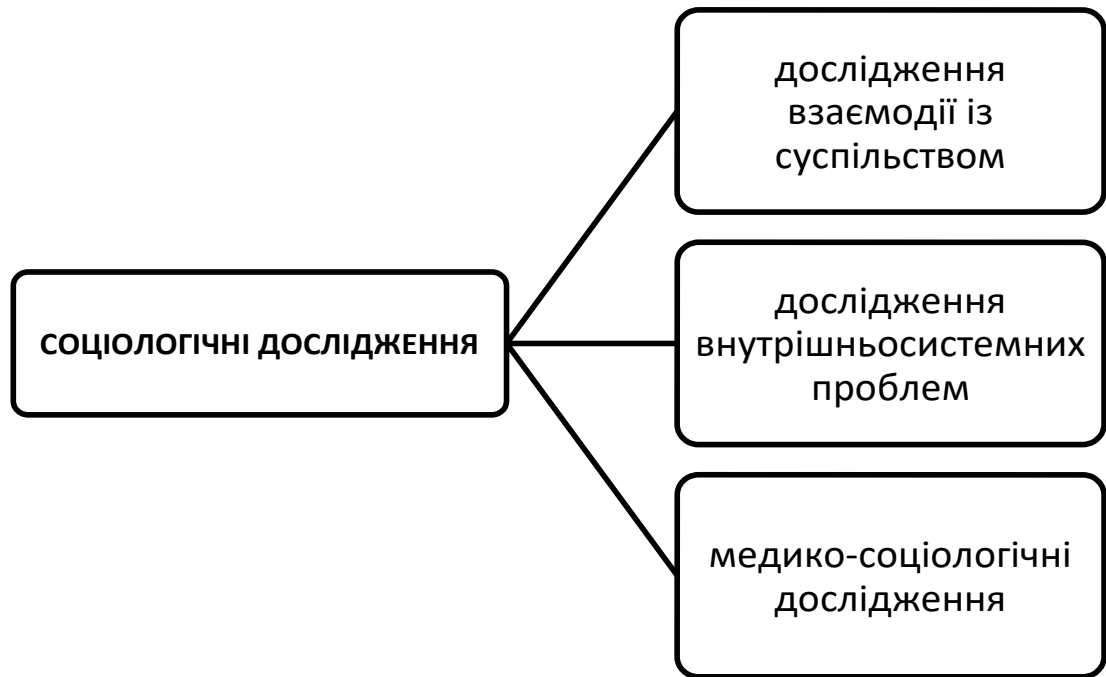 СОЦІОЛОГІЧНІ ДОСЛІДЖЕННЯ
дослідження
взаємодії із
суспільством
дослідження
внутрішньосистемних
проблем
медико-соціологічні
дослідження